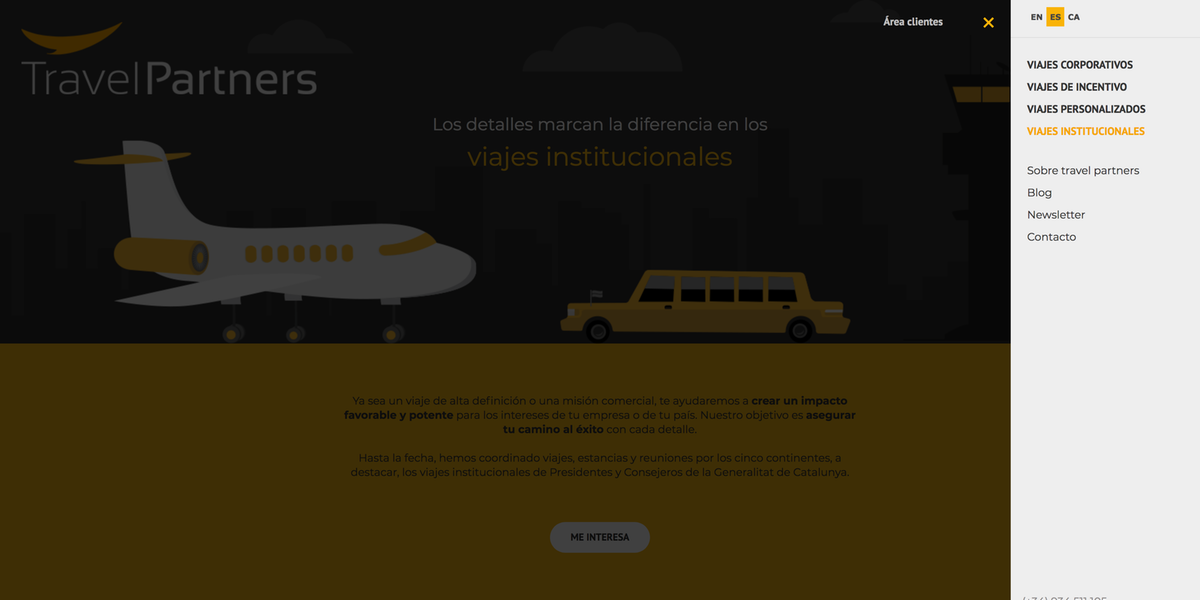 TravelPartners
Área clientes
Los detalles marcan la diferencia en los
viajes institucionales
Ya sea un viaje de alta definición o una misión comercial, te ayudaremos a crear un impacto
favorable y potente para los intereses de tu empresa o de tu país. Nuestro objetivo es asegurar
tu camino al éxito con cada detalle.
Hasta la fecha, hemos coordinado viajes, estancias y reuniones por los cinco continentes, a
destacar, los viajes institucionales de Presidentes y Consejeros de la Generalitat de Catalunya.
ME INTERESA
EN ES CA
VIAJES CORPORATIVOS
VIAJES DE INCENTIVO
VIAJES PERSONALIZADOS
VIAJES INSTITUCIONALES
Sobre travel partners
Blog
Newsletter
Contacto